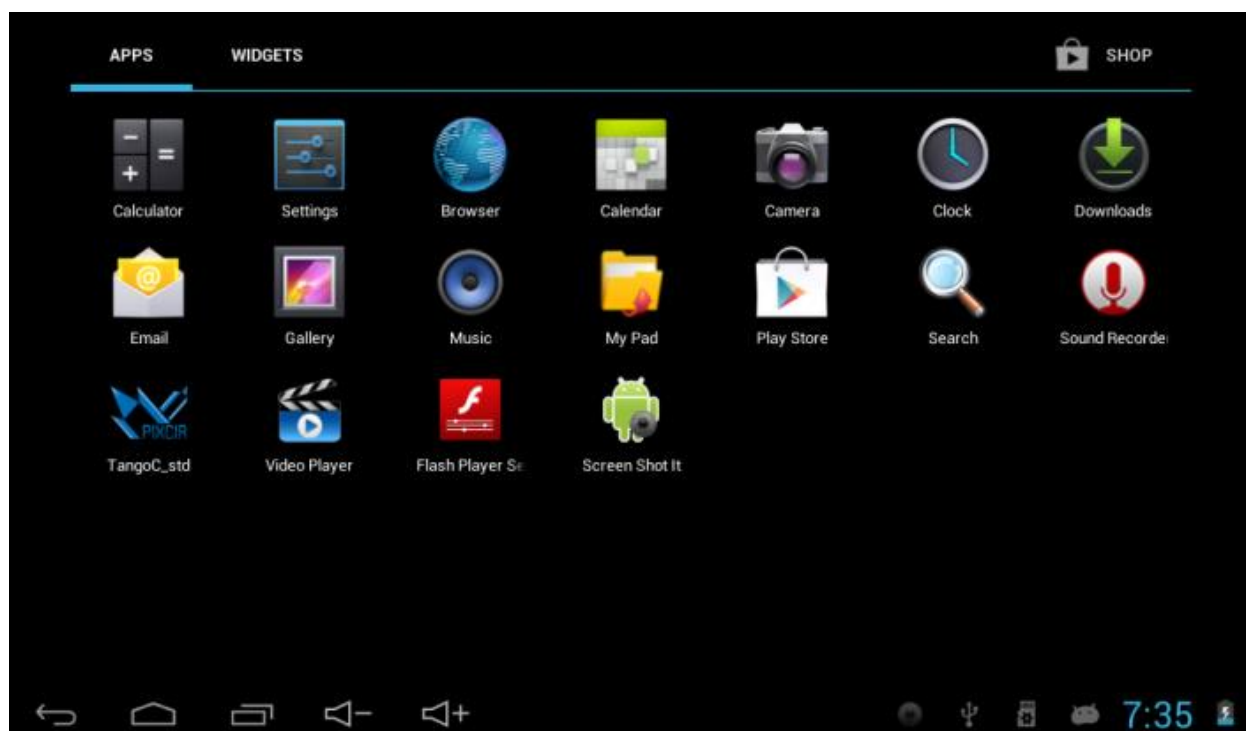 APPS WIDGETS SHOP
Calculator Settings Browser Calendar Camera Clock Downloads
Email Gallery Music My Pad Play Store Search Sound Recorder
PIXCIR
TangoC_std Video Player Flash Player Se Screen Shot It
7:35